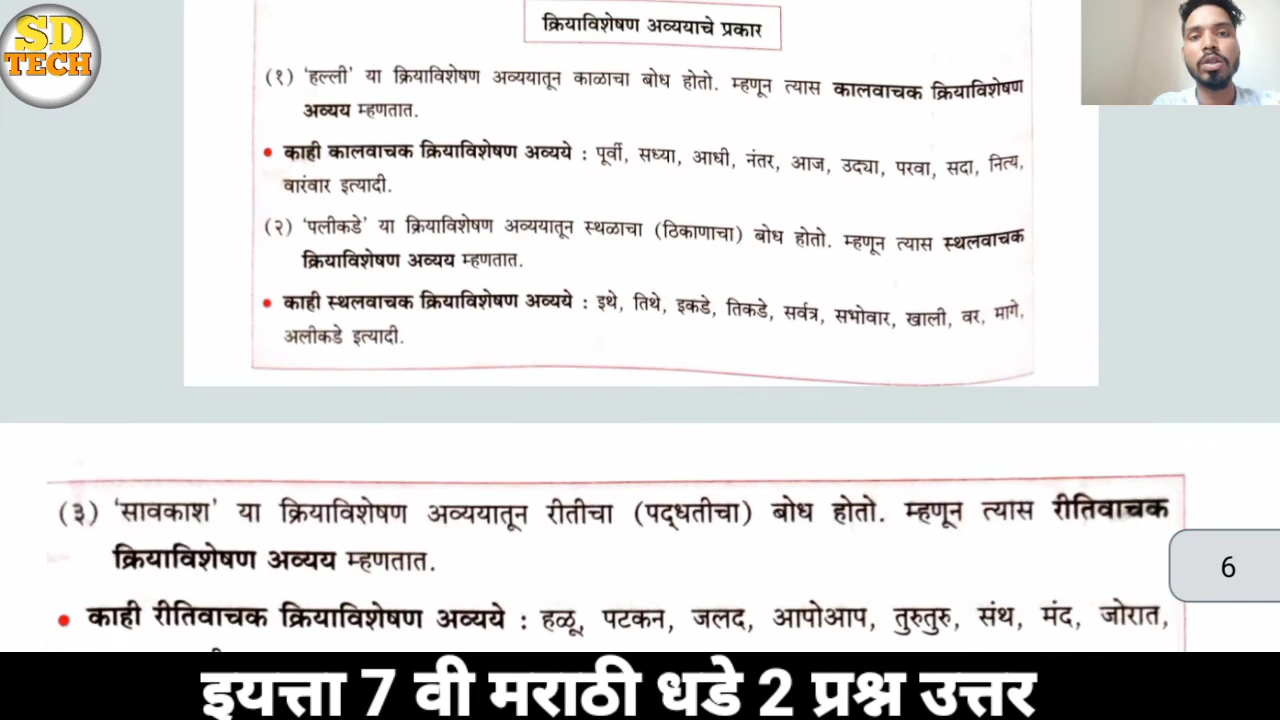 SD
TECH
क्रियाविशेषण अव्ययाचे प्रकार
(१) 'हल्ली' या क्रियाविशेषण अव्ययातून काळाचा बोध होतो. म्हणून त्यास कालवाचक क्रियाविशेषण
अव्यय म्हणतात.
• काही कालवाचक क्रियाविशेषण अव्यये : पूर्वी, सध्या, आधी, नंतर, आज, उद्या, परवा, सदा, नित्य,
वारंवार इत्यादी.
(२) 'पलीकडे' या क्रियाविशेषण अव्ययातून स्थळाचा (ठिकाणाचा) बोध होतो. म्हणून त्यास स्थलवाचक
क्रियाविशेषण अव्यय म्हणतात.
• काही स्थलवाचक क्रियाविशेषण अव्यये : इथे, तिथे, इकडे, तिकडे, सर्वत्र, सभोवार, खाली, वर, मागे,
अलीकडे इत्यादी.
(३) 'सावकाश' या क्रियाविशेषण अव्ययातून रीतीचा (पद्धतीचा) बोध होतो. म्हणून त्यास रीतिवाचक
क्रियाविशेषण अव्यय म्हणतात.
6
• काही रीतिवाचक क्रियाविशेषण अव्यये : हळू, पटकन, जलद, आपोआप, तुरुतुरु, संथ, मंद, जोरात,
इयत्ता 7 वी मराठी धडे 2 प्रश्न उत्तर